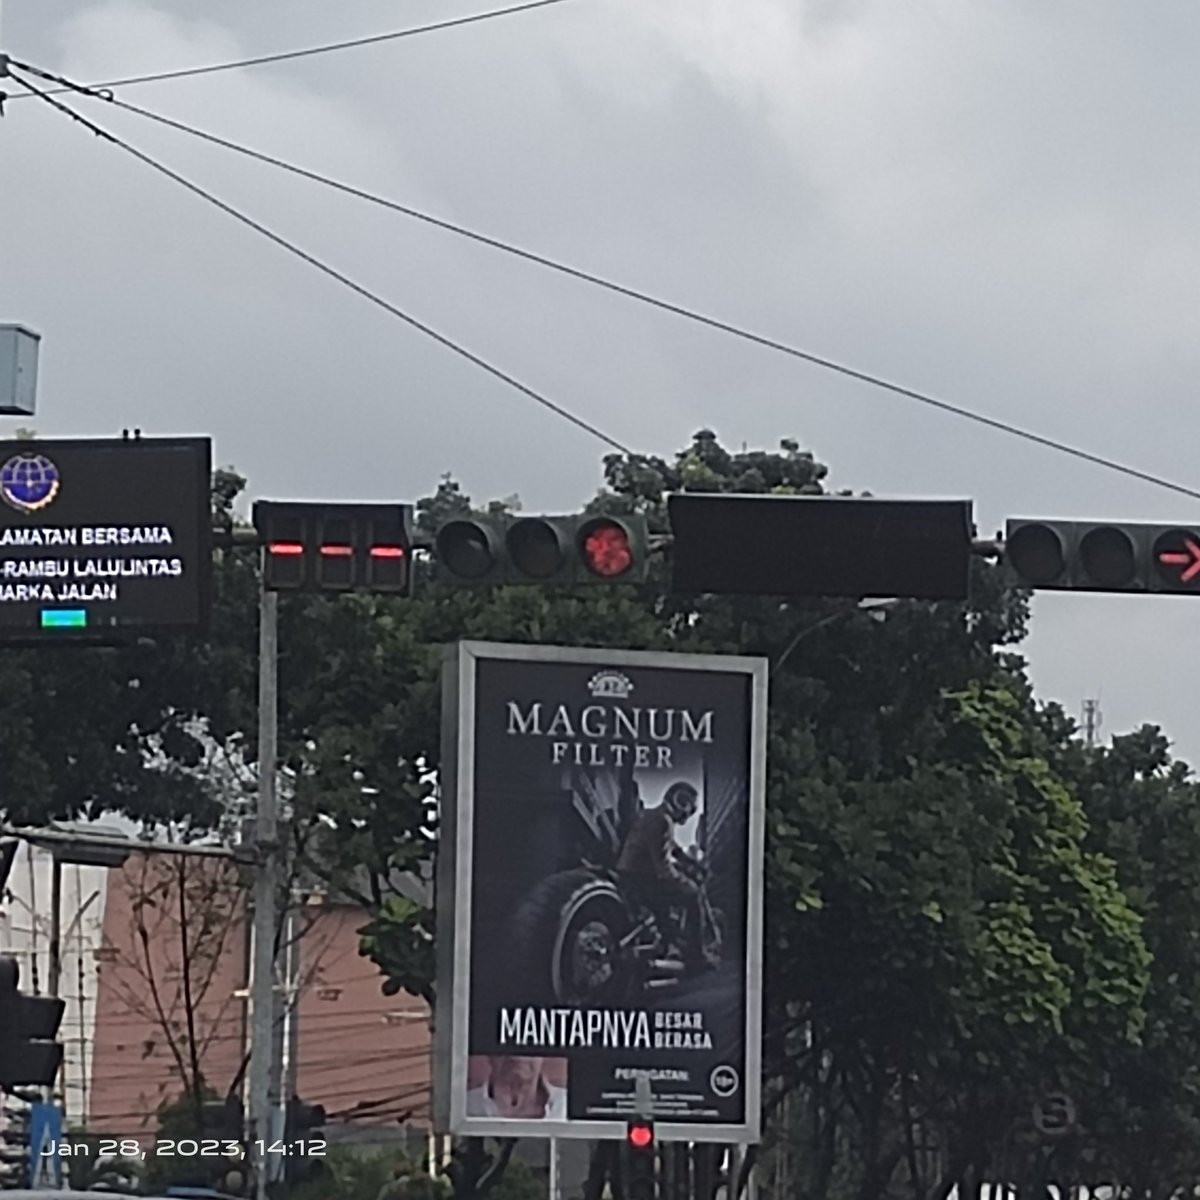 LAMATAN BERSAMA
-RAMBU LALULINTAS
MARKA JALAN
MAGNUM
FILTER
MANTAPNYA BESAR
BERASA
PERINGATAN:
18+
Jan 28, 2023, 14:12